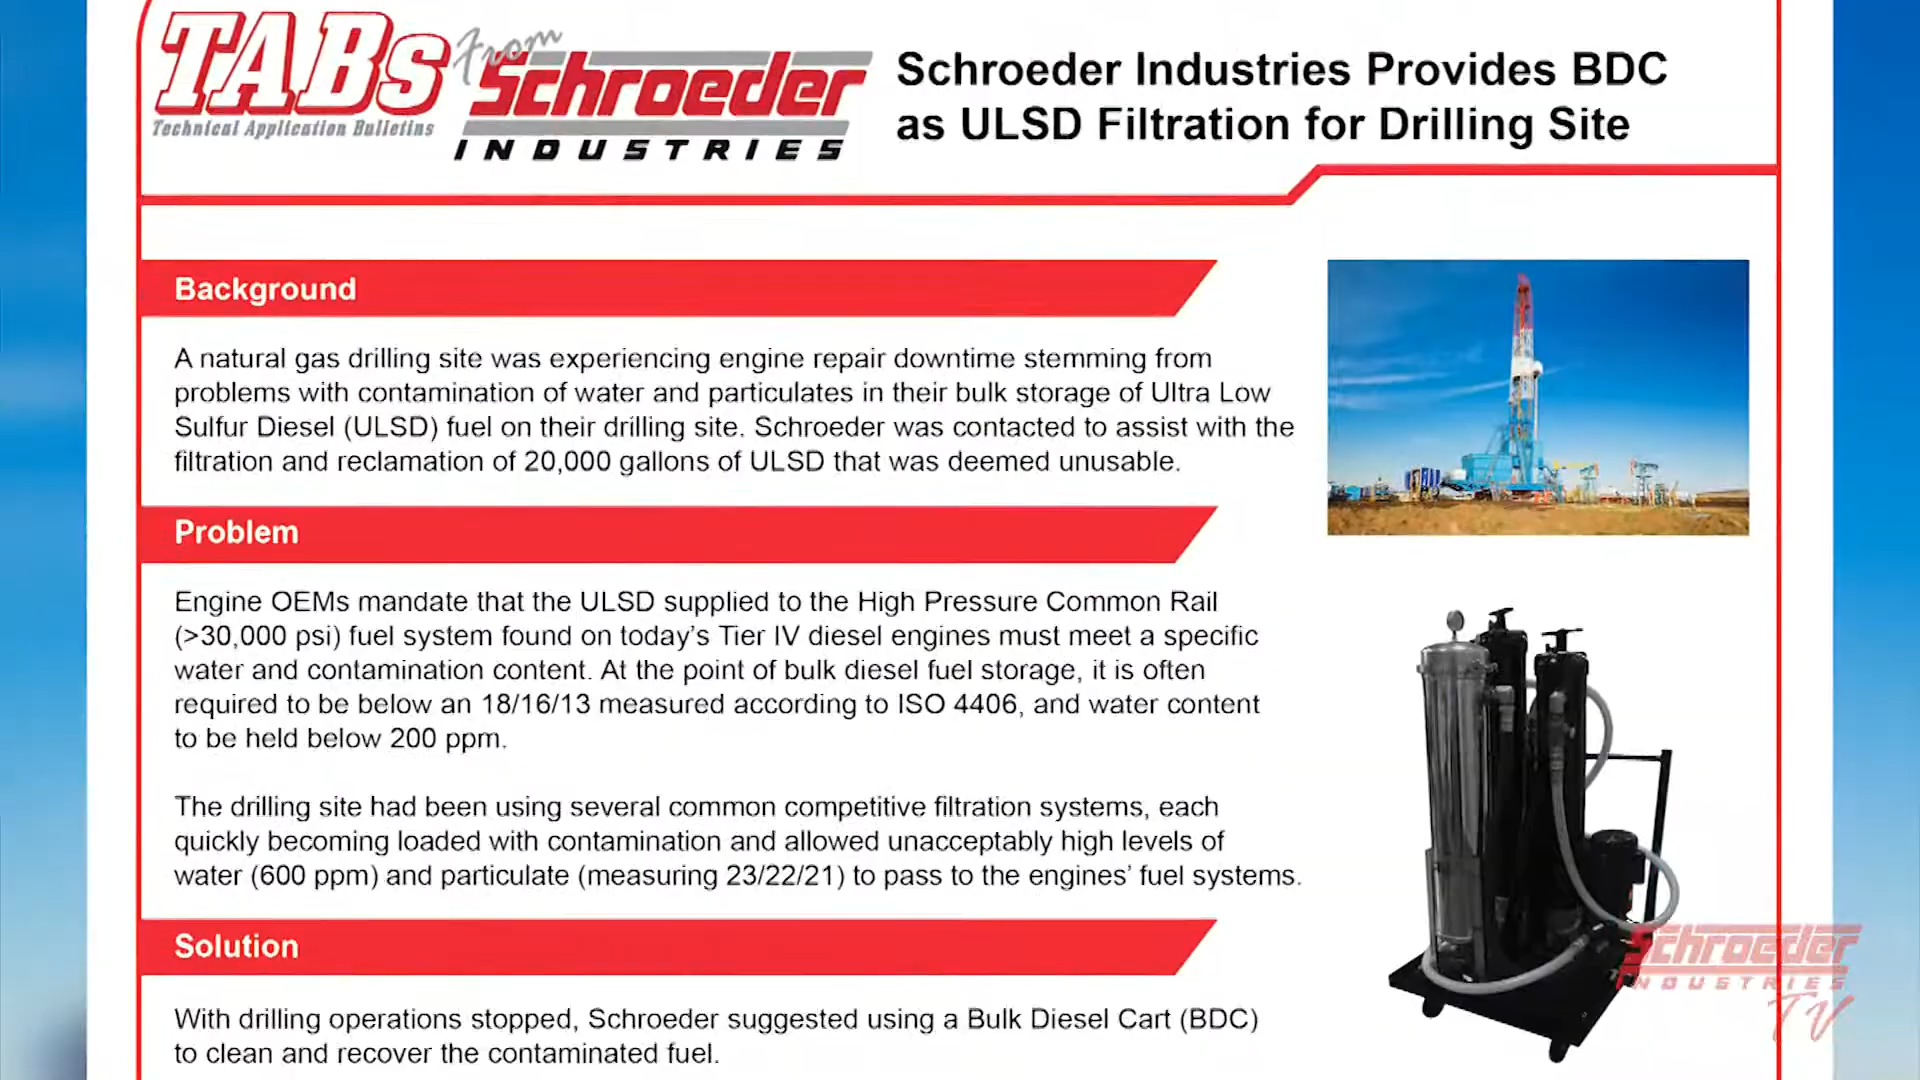 TABs From Schroeder
Technical Application Bulletins
INDUSTRIES
Schroeder Industries Provides BDC
as ULSD Filtration for Drilling Site
Background
A natural gas drilling site was experiencing engine repair downtime stemming from
problems with contamination of water and particulates in their bulk storage of Ultra Low
Sulfur Diesel (ULSD) fuel on their drilling site. Schroeder was contacted to assist with the
filtration and reclamation of 20,000 gallons of ULSD that was deemed unusable.
Problem
Engine OEMs mandate that the ULSD supplied to the High Pressure Common Rail
(>30,000 psi) fuel system found on today's Tier IV diesel engines must meet a specific
water and contamination content. At the point of bulk diesel fuel storage, it is often
required to be below an 18/16/13 measured according to ISO 4406, and water content
to be held below 200 ppm.
The drilling site had been using several common competitive filtration systems, each
quickly becoming loaded with contamination and allowed unacceptably high levels of
water (600 ppm) and particulate (measuring 23/22/21) to pass to the engines' fuel systems.
Solution
With drilling operations stopped, Schroeder suggested using a Bulk Diesel Cart (BDC)
to clean and recover the contaminated fuel.
Schroeder
INDUSTRIES
TV